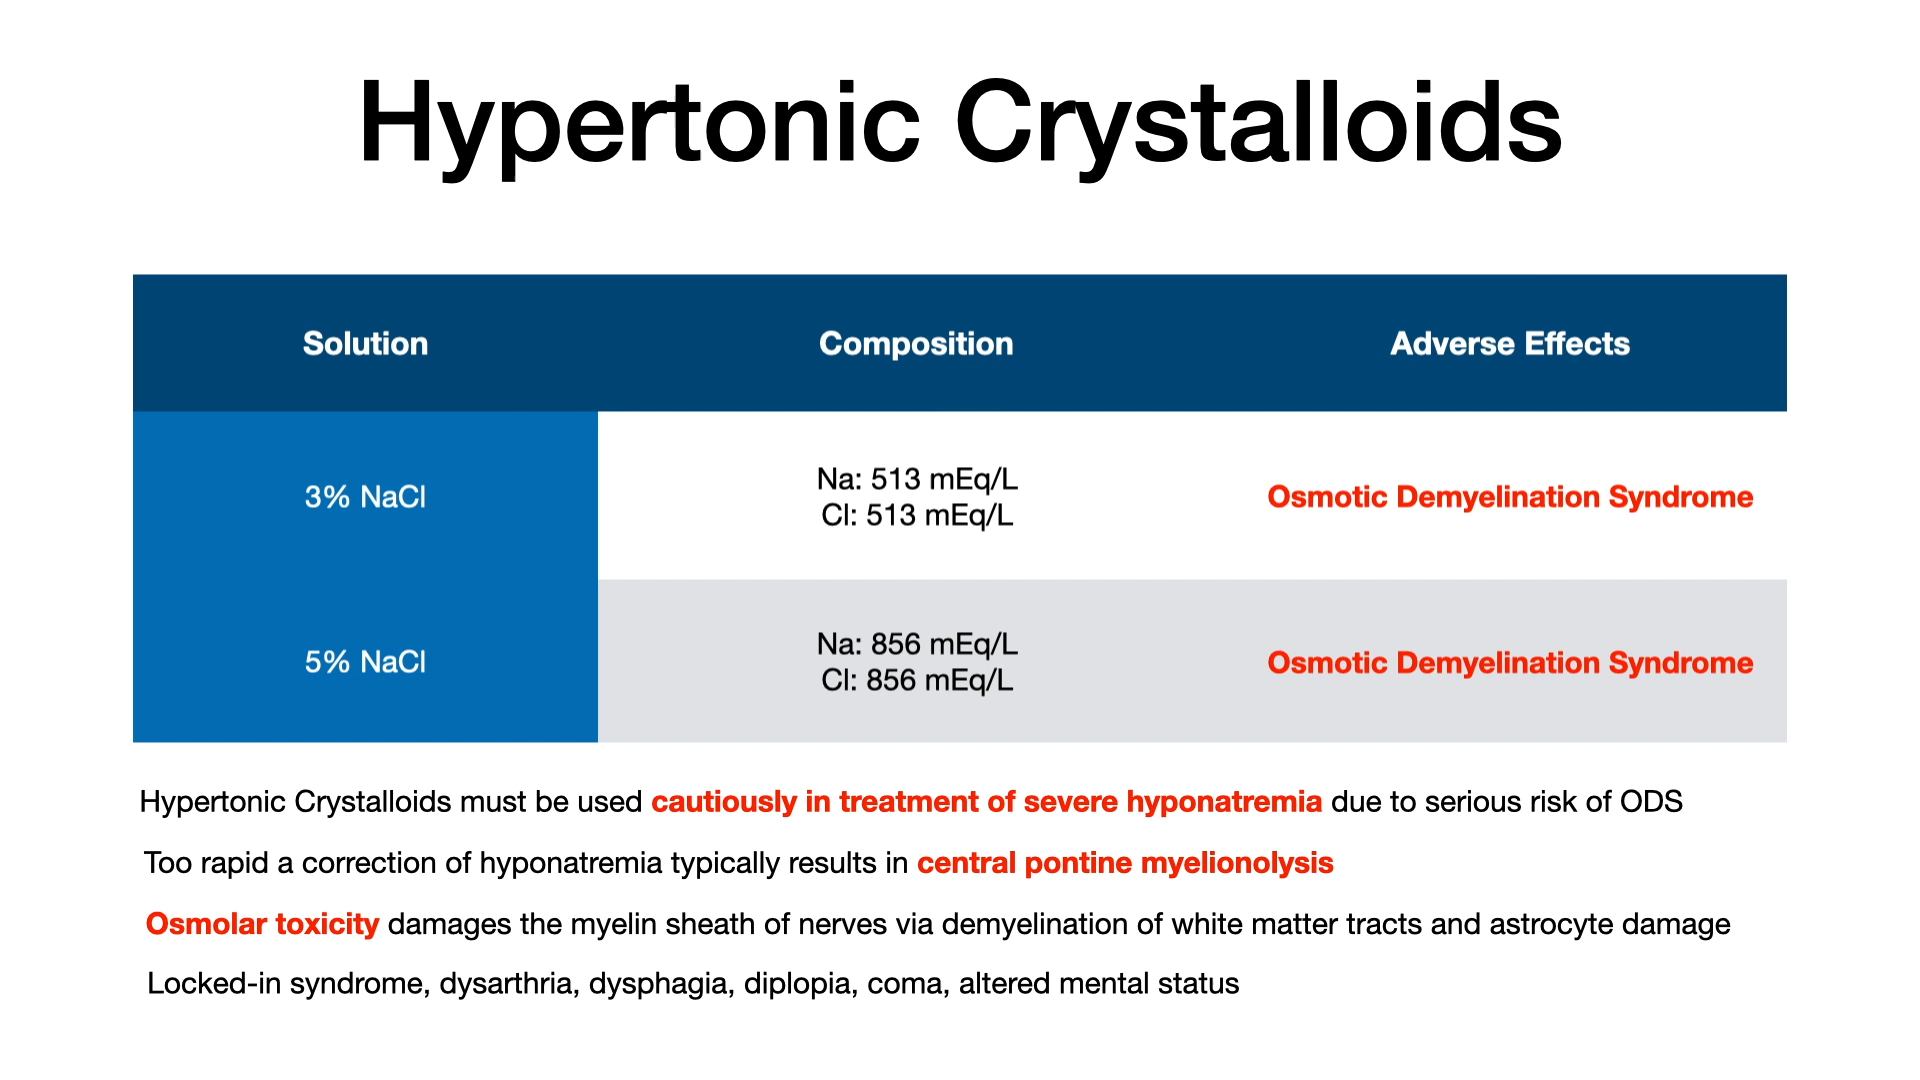 Hypertonic Crystalloids
Solution Composition Adverse Effects
3% NaCl
Na: 513 mEq/L
Cl: 513 mEq/L
Osmotic Demyelination Syndrome
5% NaCl
Na: 856 mEq/L
Cl: 856 mEq/L
Osmotic Demyelination Syndrome
Hypertonic Crystalloids must be used cautiously in treatment of severe hyponatremia due to serious risk of ODS
Too rapid a correction of hyponatremia typically results in central pontine myelionolysis
Osmolar toxicity damages the myelin sheath of nerves via demyelination of white matter tracts and astrocyte damage
Locked-in syndrome, dysarthria, dysphagia, diplopia, coma, altered mental status